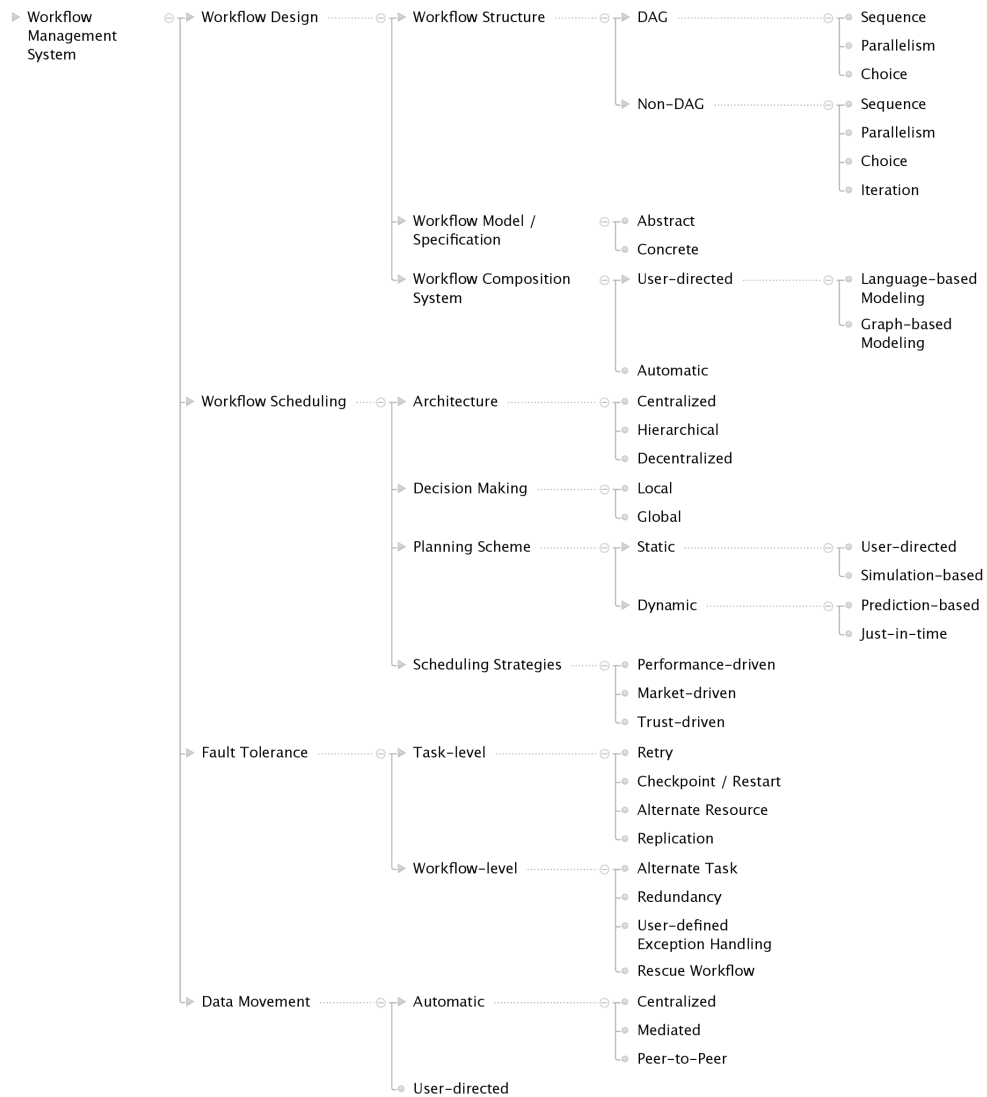 Workflow
Management
System
Workflow Design
Workflow Structure
DAG
Sequence
Parallelism
Choice
Non-DAG
Sequence
Parallelism
Choice
Iteration
Workflow Model /
Specification
Abstract
Concrete
Workflow Composition
System
User-directed
Language-based
Modeling
Graph-based
Modeling
Automatic
Workflow Scheduling
Architecture
Centralized
Hierarchical
Decentralized
Decision Making
Local
Global
Planning Scheme
Static
User-directed
Simulation-based
Dynamic
Prediction-based
Just-in-time
Scheduling Strategies
Performance-driven
Market-driven
Trust-driven
Fault Tolerance
Task-level
Retry
Checkpoint / Restart
Alternate Resource
Replication
Workflow-level
Alternate Task
Redundancy
User-defined
Exception Handling
Rescue Workflow
Data Movement
Automatic
Centralized
Mediated
Peer-to-Peer
User-directed